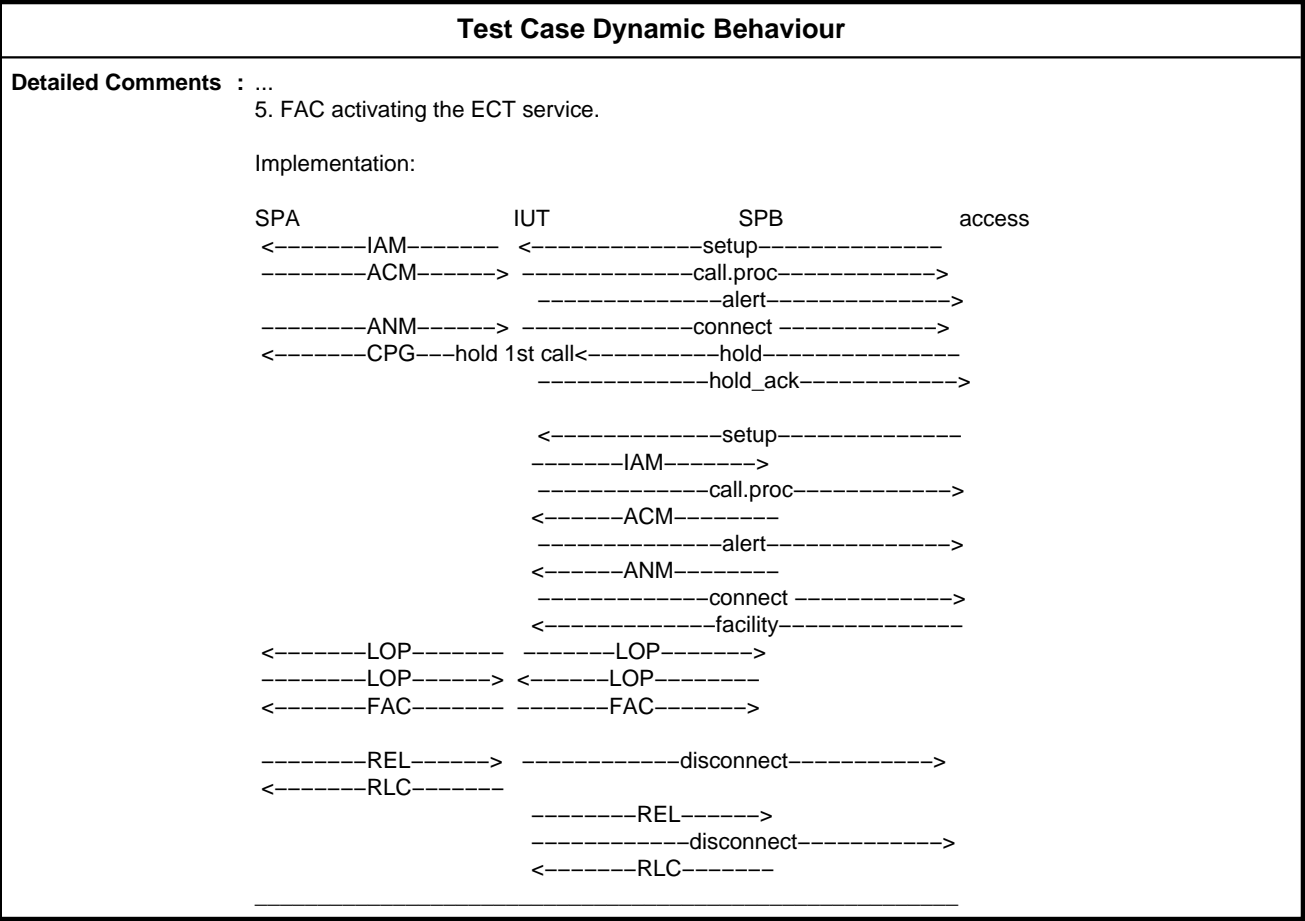 Test Case Dynamic Behaviour
Detailed Comments : ...
5. FAC activating the ECT service.
Implementation:
SPA IUT SPB access
<−−−−−−−IAM−−−−−−− <−−−−−−−−−−−−−setup−−−−−−−−−−−−−−
−−−−−−−−ACM−−−−−−> −−−−−−−−−−−−−call.proc−−−−−−−−−−−−>
−−−−−−−−−−−−−−alert−−−−−−−−−−−−−−>
−−−−−−−−ANM−−−−−−> −−−−−−−−−−−−−connect −−−−−−−−−−−−>
<−−−−−−−CPG−−−hold 1st call<−−−−−−−−−−hold−−−−−−−−−−−−−−−
−−−−−−−−−−−−−hold_ack−−−−−−−−−−−−>
<−−−−−−−−−−−−−setup−−−−−−−−−−−−−−
−−−−−−−IAM−−−−−−−>
−−−−−−−−−−−−−call.proc−−−−−−−−−−−−>
<−−−−−−ACM−−−−−−−−
−−−−−−−−−−−−−−alert−−−−−−−−−−−−−−>
<−−−−−−ANM−−−−−−−−
−−−−−−−−−−−−−connect −−−−−−−−−−−−>
<−−−−−−−−−−−−−facility−−−−−−−−−−−−−−
<−−−−−−−LOP−−−−−−− −−−−−−−LOP−−−−−−−>
−−−−−−−−LOP−−−−−−> <−−−−−−LOP−−−−−−−−
<−−−−−−−FAC−−−−−−− −−−−−−−FAC−−−−−−−>
−−−−−−−−REL−−−−−−> −−−−−−−−−−−−disconnect−−−−−−−−−−−>
<−−−−−−−RLC−−−−−−−
−−−−−−−−REL−−−−−−>
−−−−−−−−−−−−disconnect−−−−−−−−−−−>
<−−−−−−−RLC−−−−−−−